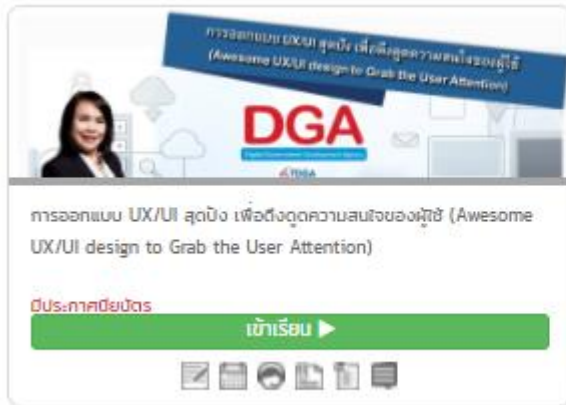 การออกแบบ UX/UI สุดปัง เพื่อดึงดูดความสนใจของผู้ใช้
(Awesome UX/UI design to Grab the User Attention)
DGA
Digital Government Development Agency
TDGA
การออกแบบ UX/UI สุดปัง เพื่อดึงดูดความสนใจของผู้ใช้ (Awesome
UX/UI design to Grab the User Attention)
มีประกาศนียบัตร
เข้าเรียน